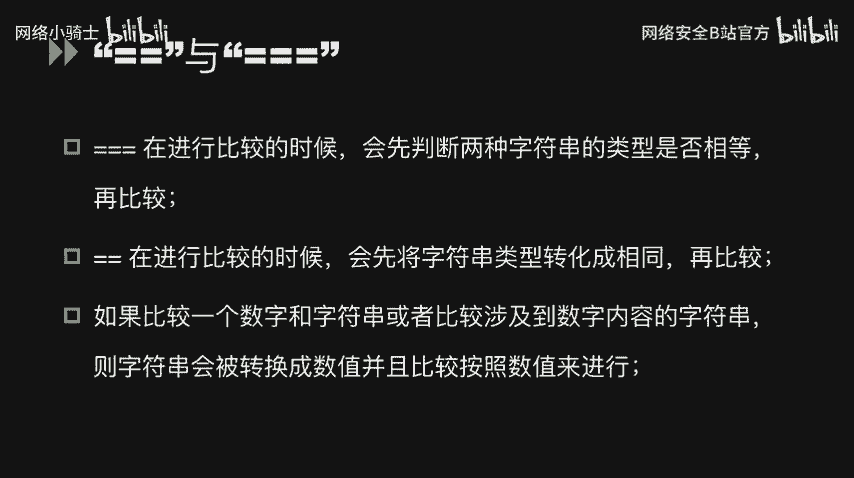 网络小骑士 bilibili
网络安全B站官方 bilibili
“==”与“===”
=== 在进行比较的时候，会先判断两种字符串的类型是否相等，
再比较；
== 在进行比较的时候，会先将字符串类型转化成相同，再比较；
如果比较一个数字和字符串或者比较涉及到数字内容的字符串，
则字符串会被转换成数值并且比较按照数值来进行；